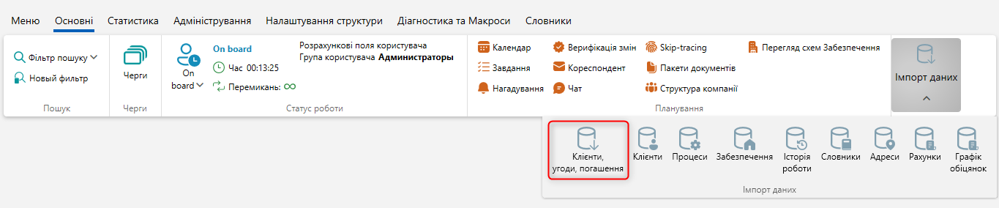 Меню Основні Статистика Адміністрування Налаштування структури Діагностика та Макроси Словники
Фільтр пошуку
Новый фильтр
Пошук
Черги
Черги
On board
On board
Час 00:13:25
Перемикань: ∞
Розрахункові поля користувача
Група користувача Администраторы
Статус роботи
Календар
Завдання
Нагадування
Верифікація змін
Кореспондент
Чат
Skip-tracing
Пакети документів
Структура компанії
Перегляд схем Забезпечення
Планування
Імпорт даних
Клієнти,
угоди, погашення
Клієнти
Процеси
Забезпечення
Історія
роботи
Словники
Адреси
Рахунки
Графік
обіцянок
Імпорт даних